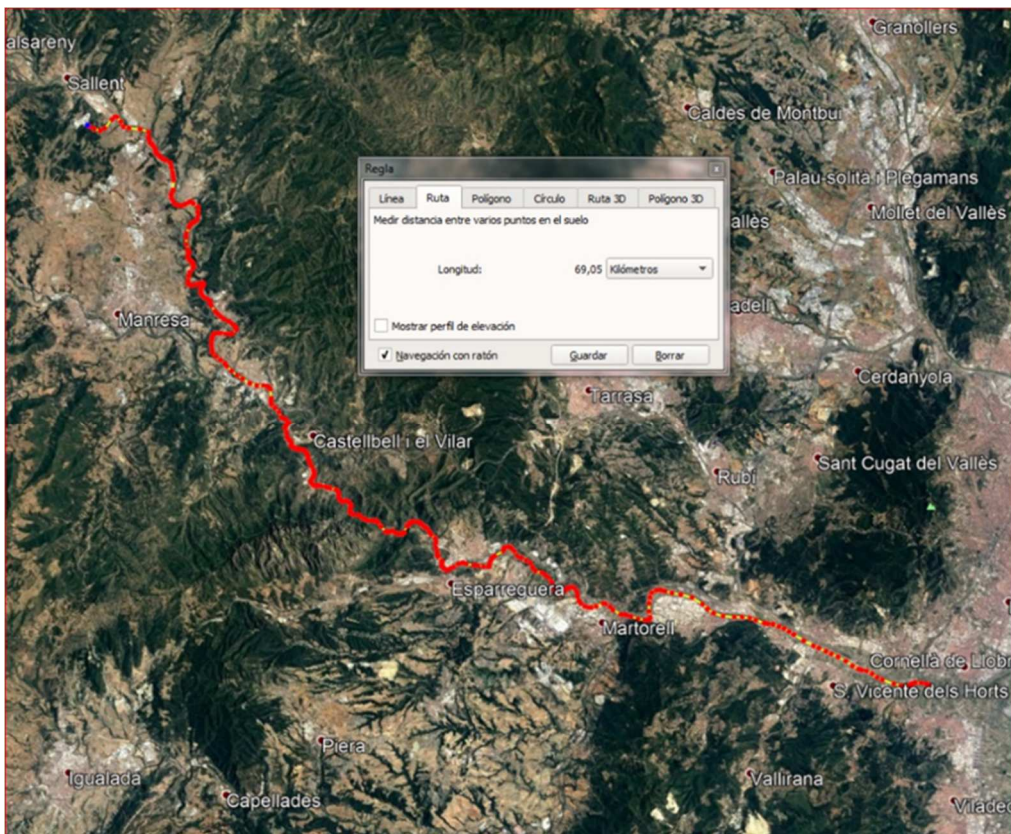 Granollers
alsareny
Sallent
Caldes de Montbui
Regla
Línea Ruta Polígono Círculo Ruta 3D Polígono 3D
Palau-solita i Plegamans
Medir distancia entre varios puntos en el suelo
Mollet del Vallès
allès
Longitud: 69,05 Kilómetros
adell
Manresa
Mostrar perfil de elevación
Navegación con ratón Guardar Borrar
Cerdanyola
Tarrasa
Castellbell i el Vilar
Sant Cugat del Vallès
Rubí
Esparreguera
Martorell
Cornellà de Llobr
S. Vicente dels Horts
Piera
Igualada
Vallirana
Capellades
Viladec